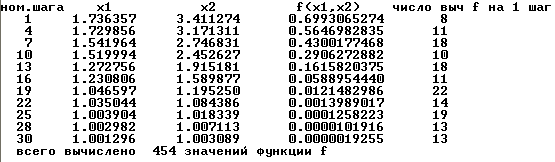 ном.шага x1 x2 f(x1,x2) число выч f на 1 шаг
1 1.736357 3.411274 0.6993065274 8
4 1.729856 3.171311 0.5646982835 11
7 1.541964 2.746831 0.4300177468 18
10 1.519994 2.452627 0.2906272882 10
13 1.272756 1.915181 0.1615820375 18
16 1.230806 1.589877 0.0588954440 11
19 1.046597 1.195250 0.0121482986 22
22 1.035044 1.084386 0.0013989017 14
25 1.003904 1.018339 0.0001258223 19
28 1.002982 1.007113 0.0000101916 13
30 1.001296 1.003089 0.0000019255 13
всего вычислено 454 значений функции f